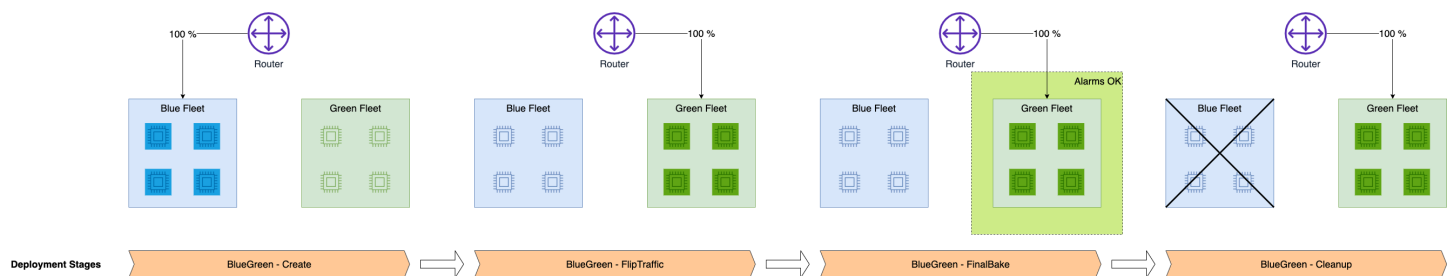 100 %
Router
Blue Fleet
Green Fleet
100 %
Router
Blue Fleet
Green Fleet
100 %
Router
Alarms OK
Blue Fleet
Green Fleet
100 %
Router
Blue Fleet
Green Fleet
Deployment Stages
BlueGreen - Create
BlueGreen - FlipTraffic
BlueGreen - FinalBake
BlueGreen - Cleanup